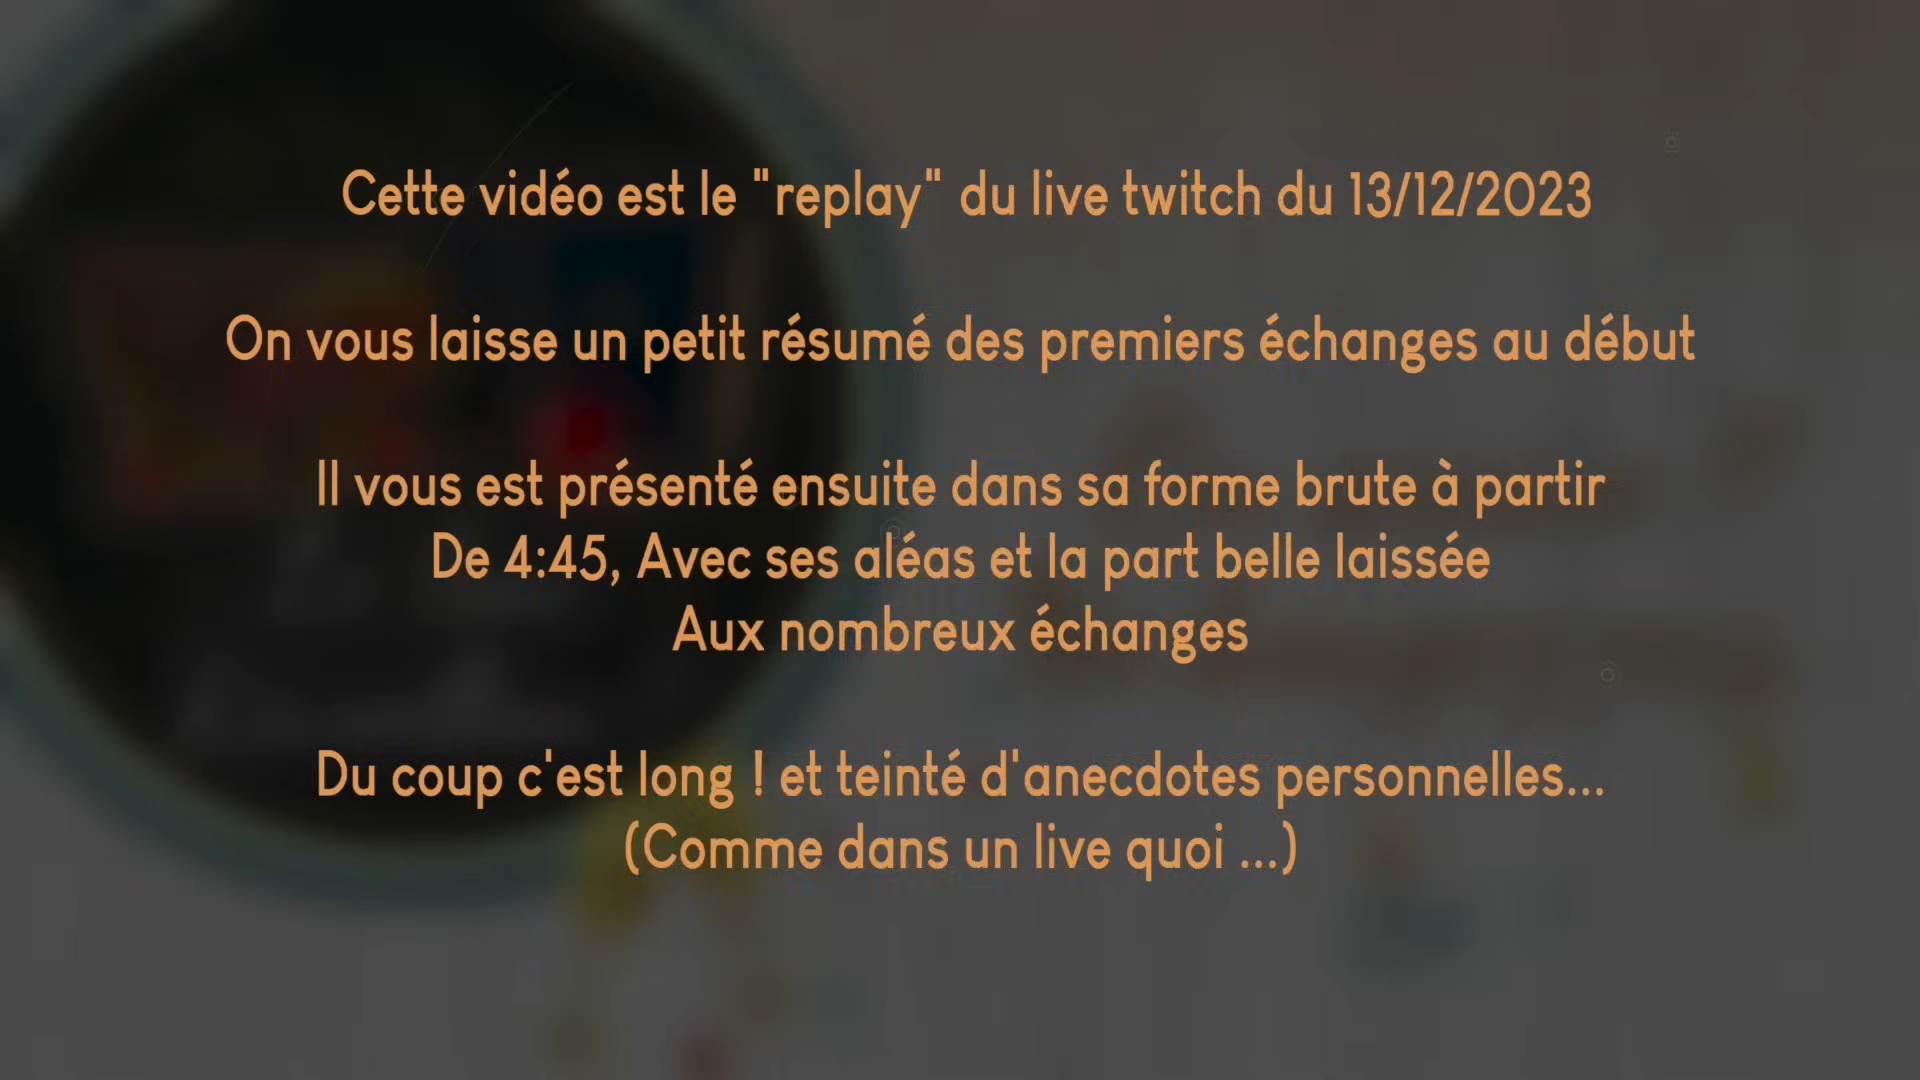 Cette vidéo est le "replay" du live twitch du 13/12/2023
On vous laisse un petit résumé des premiers échanges au début
Il vous est présenté ensuite dans sa forme brute à partir
De 4:45, Avec ses aléas et la part belle laissée
Aux nombreux échanges
Du coup c'est long ! et teinté d'anecdotes personnelles...
(Comme dans un live quoi ...)